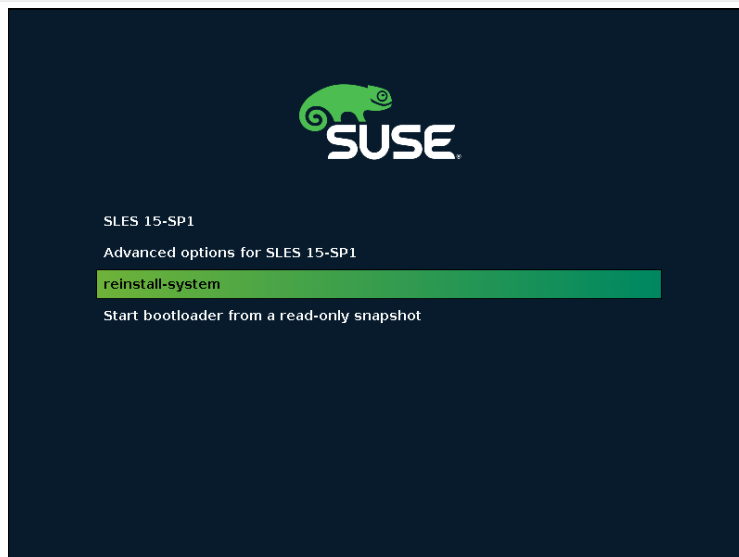 SUSE
SLES 15-SP1
Advanced options for SLES 15-SP1
reinstall-system
Start bootloader from a read-only snapshot